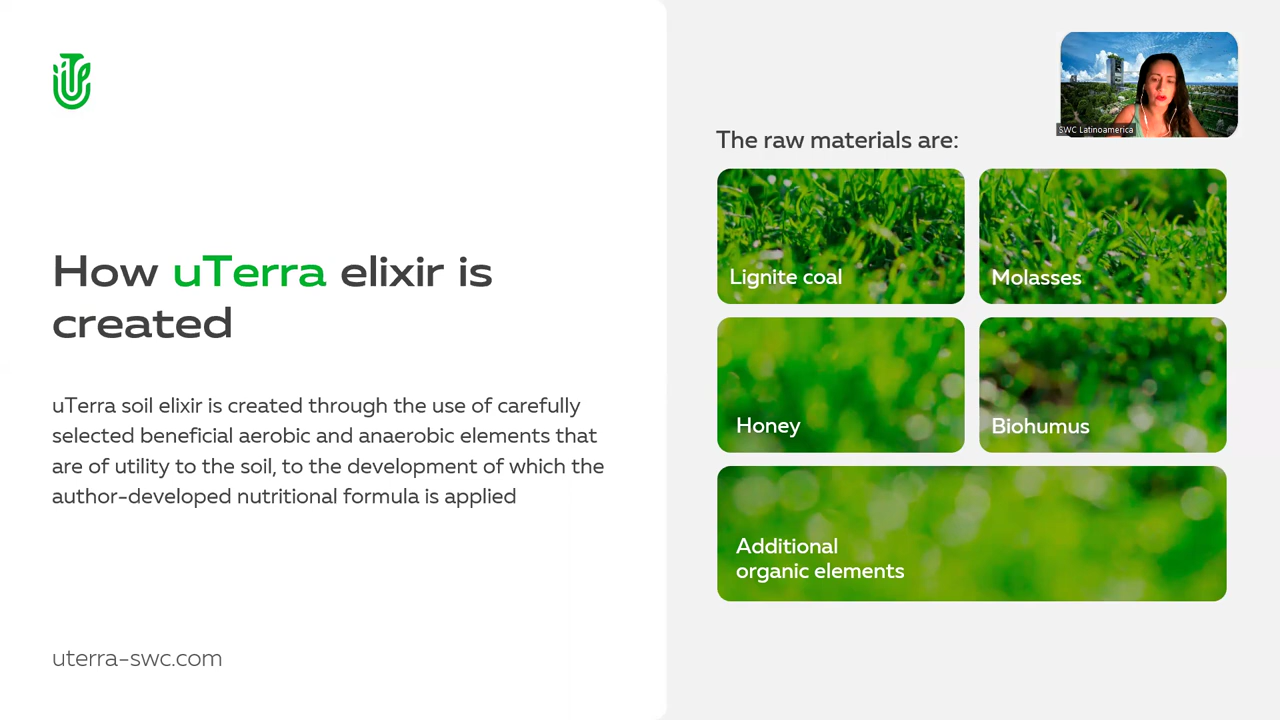 How uTerra elixir is
created
uTerra soil elixir is created through the use of carefully
selected beneficial aerobic and anaerobic elements that
are of utility to the soil, to the development of which the
author-developed nutritional formula is applied
uterra-swc.com
The raw materials are:
SWC Latinoamerica
Lignite coal
Molasses
Honey
Biohumus
Additional
organic elements